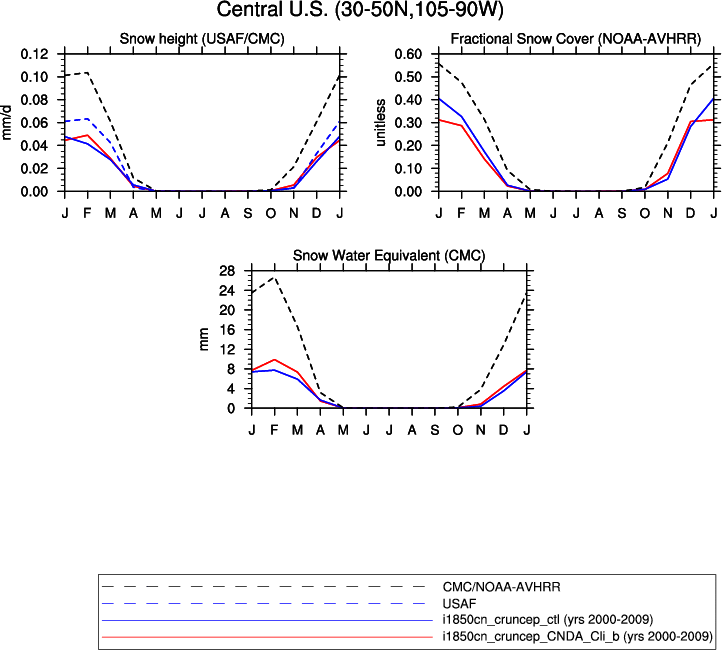 Central U.S. (30-50N,105-90W)
Snow height (USAF/CMC)
mm/d
0.12
0.10
0.08
0.06
0.04
0.02
0.00
J F M A M J J A S O N D J
Fractional Snow Cover (NOAA-AVHRR)
unitless
0.60
0.50
0.40
0.30
0.20
0.10
0.00
J F M A M J J A S O N D J
Snow Water Equivalent (CMC)
mm
28
24
20
16
12
8
4
0
J F M A M J J A S O N D J
CMC/NOAA-AVHRR
USAF
i1850cn_cruncep_ctl (yrs 2000-2009)
i1850cn_cruncep_CNDA_Cli_b (yrs 2000-2009)